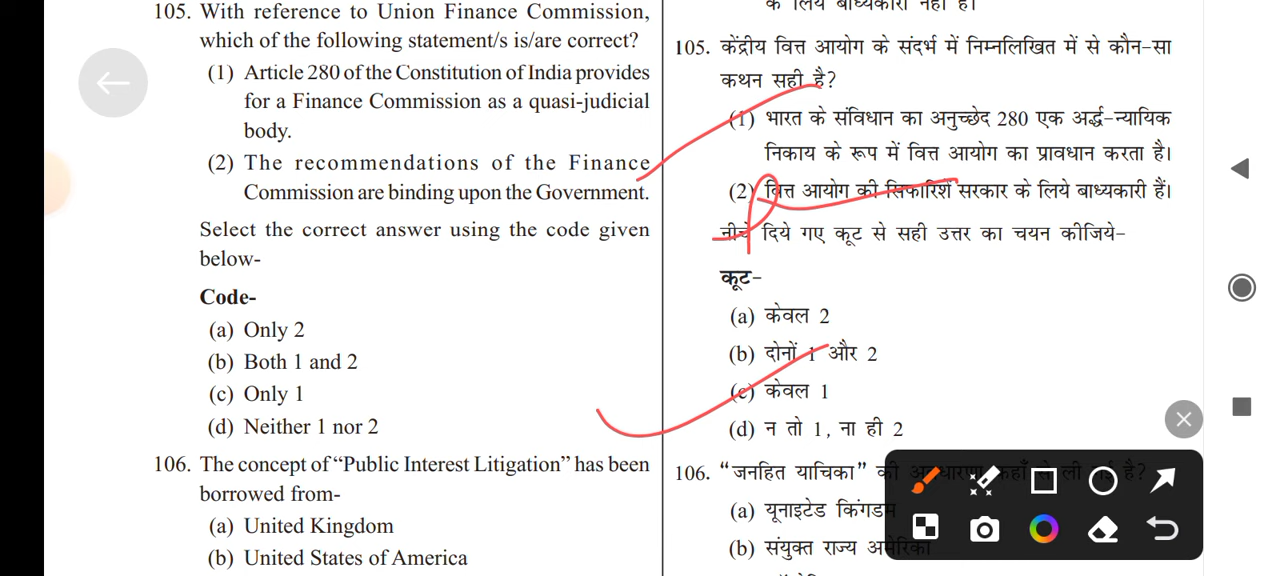 105. With reference to Union Finance Commission,
which of the following statement/s is/are correct?
(1) Article 280 of the Constitution of India provides
for a Finance Commission as a quasi-judicial
body.
(2) The recommendations of the Finance
Commission are binding upon the Government.
Select the correct answer using the code given
below-
Code-
(a) Only 2
(b) Both 1 and 2
(c) Only 1
(d) Neither 1 nor 2
106. The concept of “Public Interest Litigation” has been
borrowed from-
(a) United Kingdom
(b) United States of America
के लिये बाध्यकारी नहीं है।
105. केंद्रीय वित्त आयोग के संदर्भ में निम्नलिखित में से कौन-सा
कथन सही है?
(1) भारत के संविधान का अनुच्छेद 280 एक अर्द्ध-न्यायिक
निकाय के रूप में वित्त आयोग का प्रावधान करता है।
(2) वित्त आयोग की सिफारिशें सरकार के लिये बाध्यकारी हैं।
नीचे दिये गए कूट से सही उत्तर का चयन कीजिये-
कूट-
(a) केवल 2
(b) दोनों 1 और 2
(c) केवल 1
(d) न तो 1, ना ही 2
106. “जनहित याचिका” की अवधारणा कहाँ से ली गई है?
(a) यूनाइटेड किंगडम
(b) संयुक्त राज्य अमेरिका